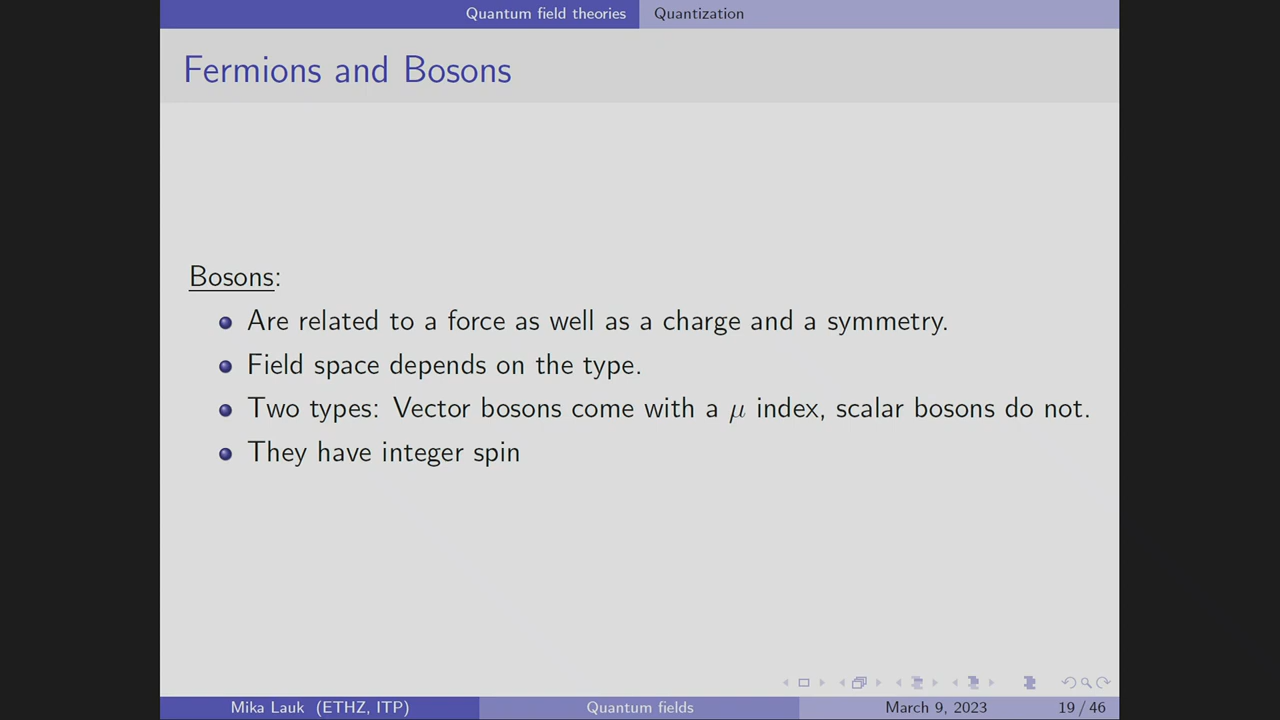 Quantum field theories Quantization
Fermions and Bosons
Bosons:
Are related to a force as well as a charge and a symmetry.
Field space depends on the type.
Two types: Vector bosons come with a μ index, scalar bosons do not.
They have integer spin
Mika Lauk (ETHZ, ITP) Quantum fields March 9, 2023 19 / 46